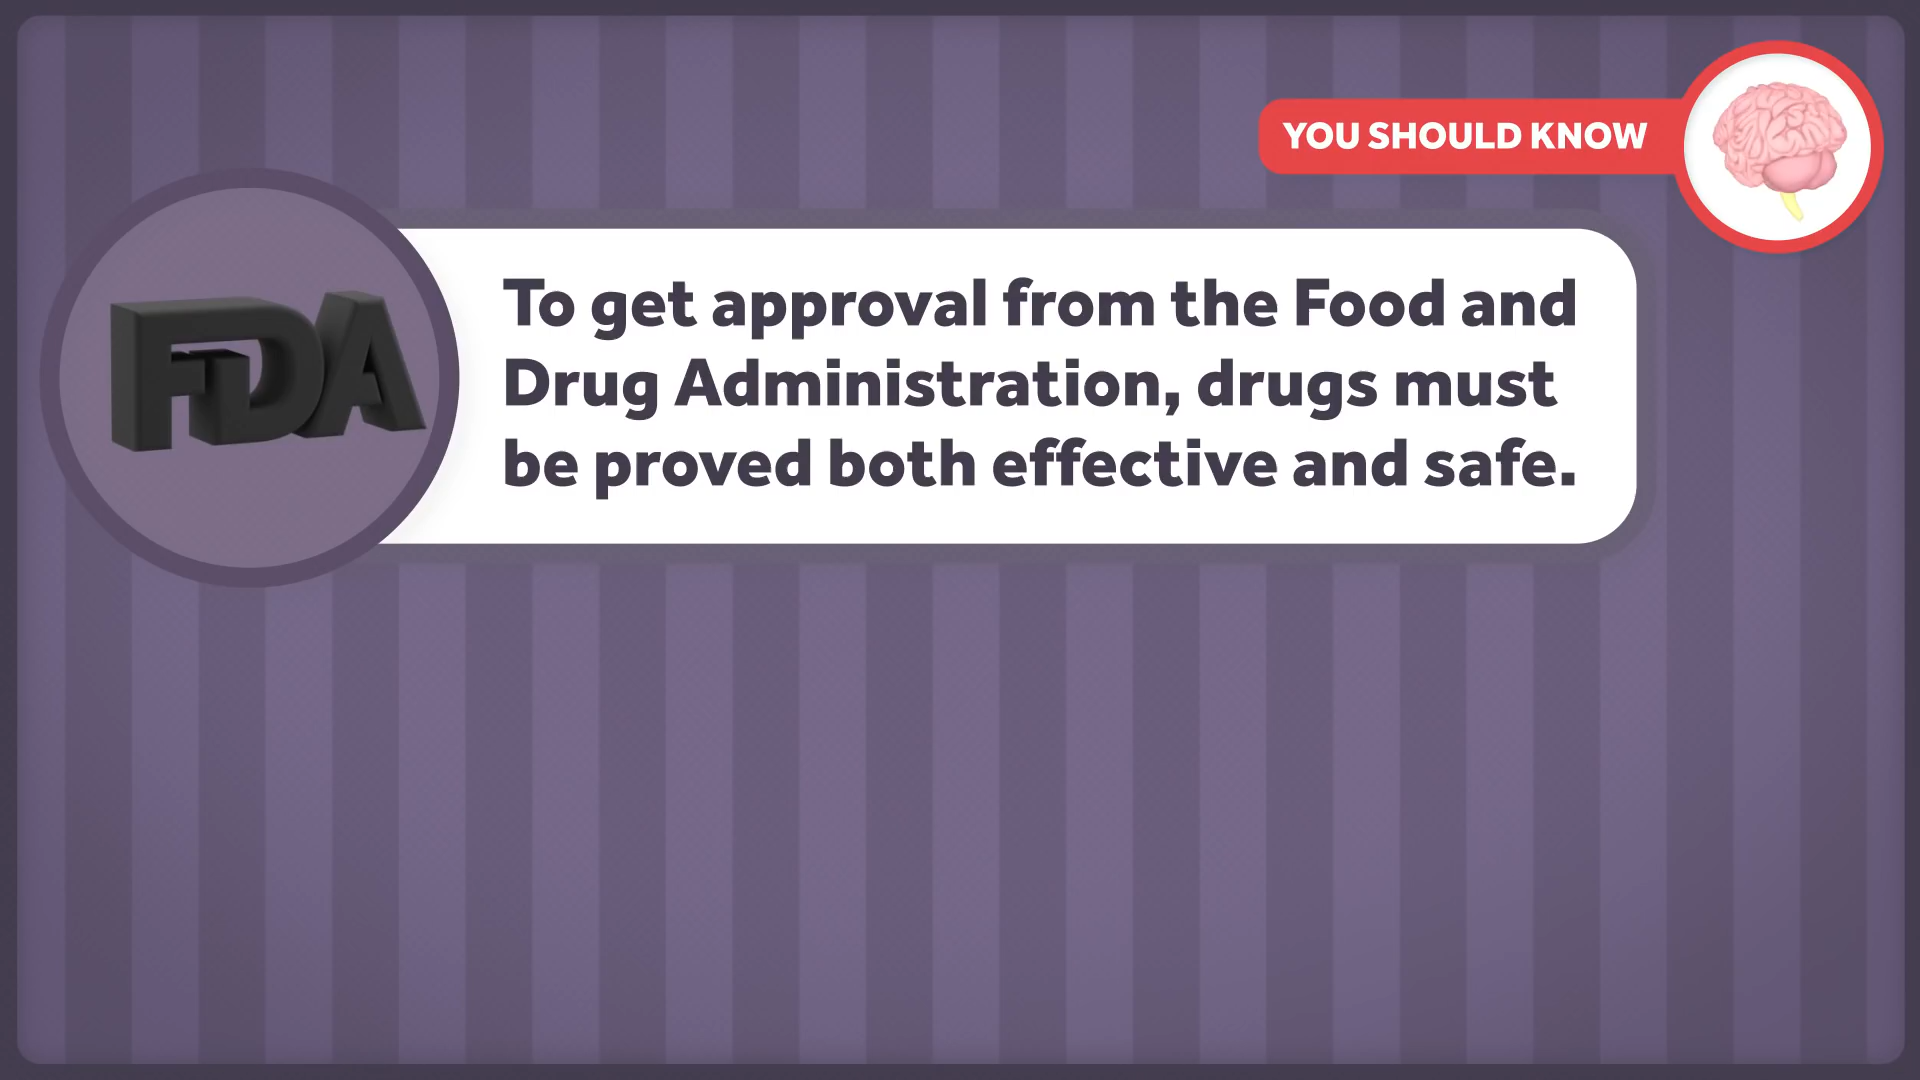 YOU SHOULD KNOW
FDA
To get approval from the Food and
Drug Administration, drugs must
be proved both effective and safe.